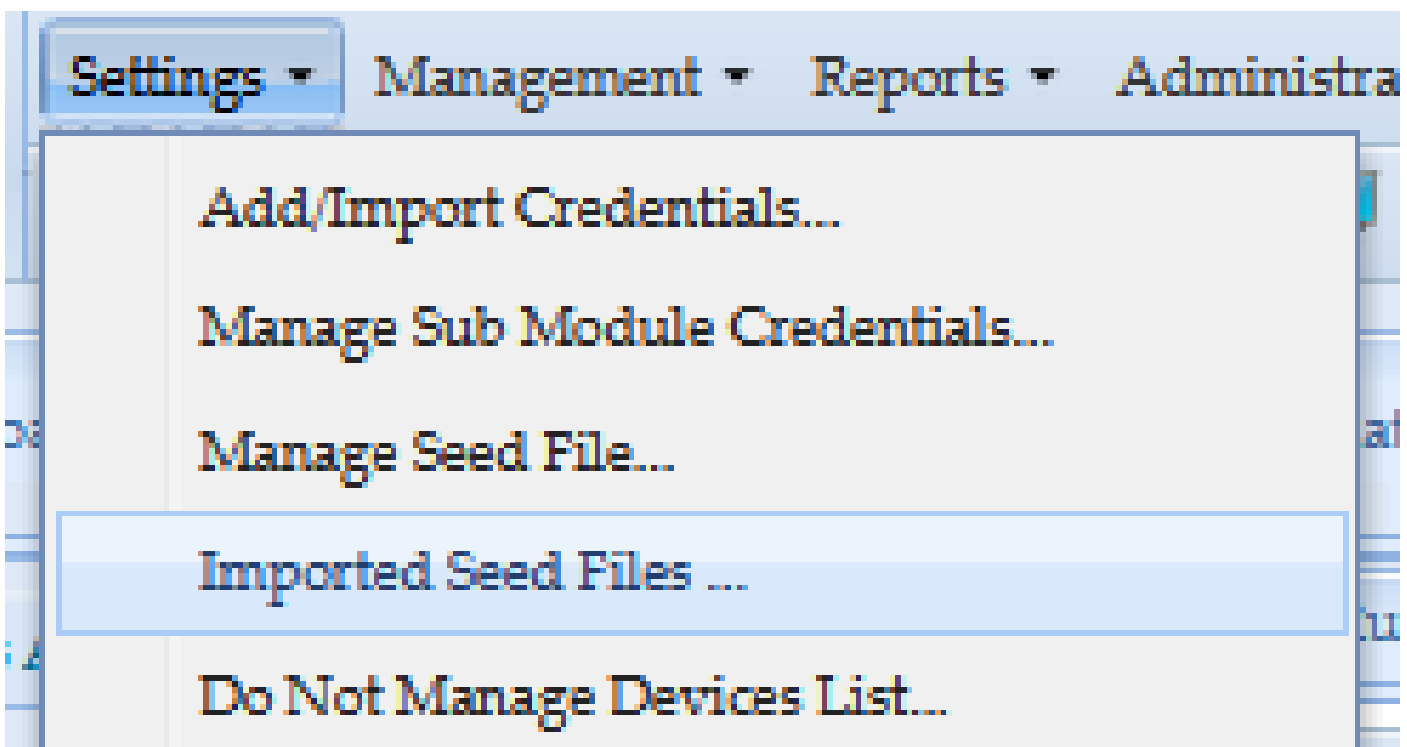 Settings Management Reports Administra
Add/Import Credentials...
Manage Sub Module Credentials...
Manage Seed File...
Imported Seed Files ...
Do Not Manage Devices List...